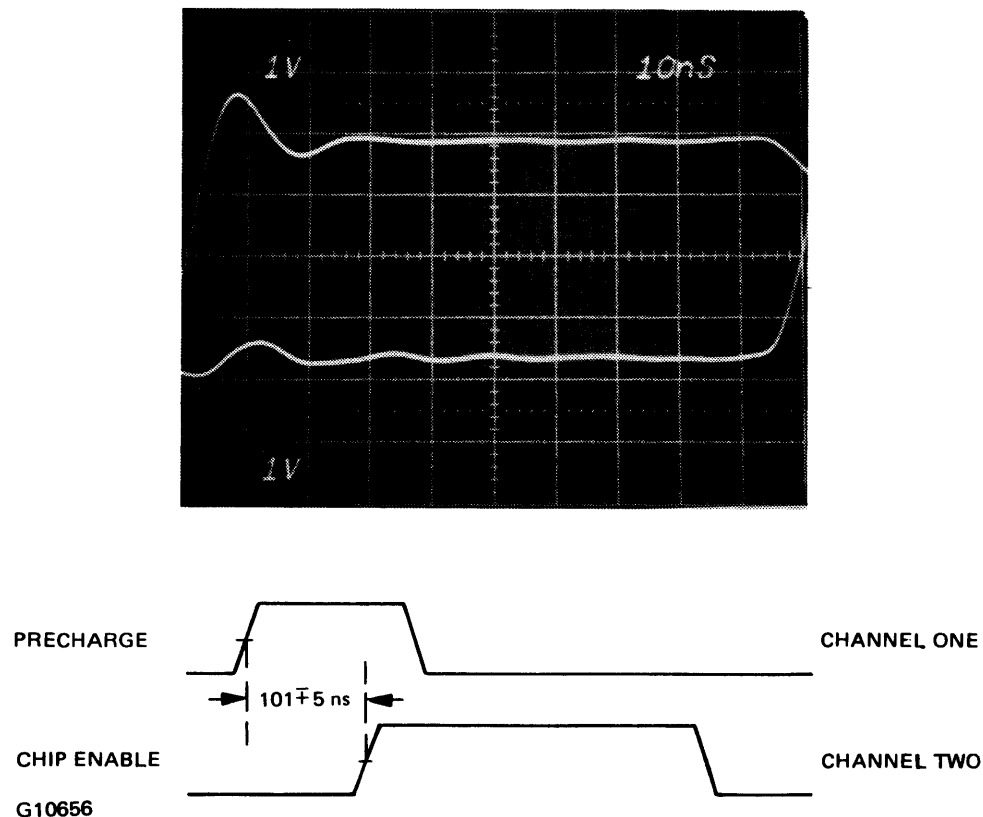 1V 10nS
1V
PRECHARGE CHANNEL ONE
101∓5 ns
CHIP ENABLE CHANNEL TWO
G10656